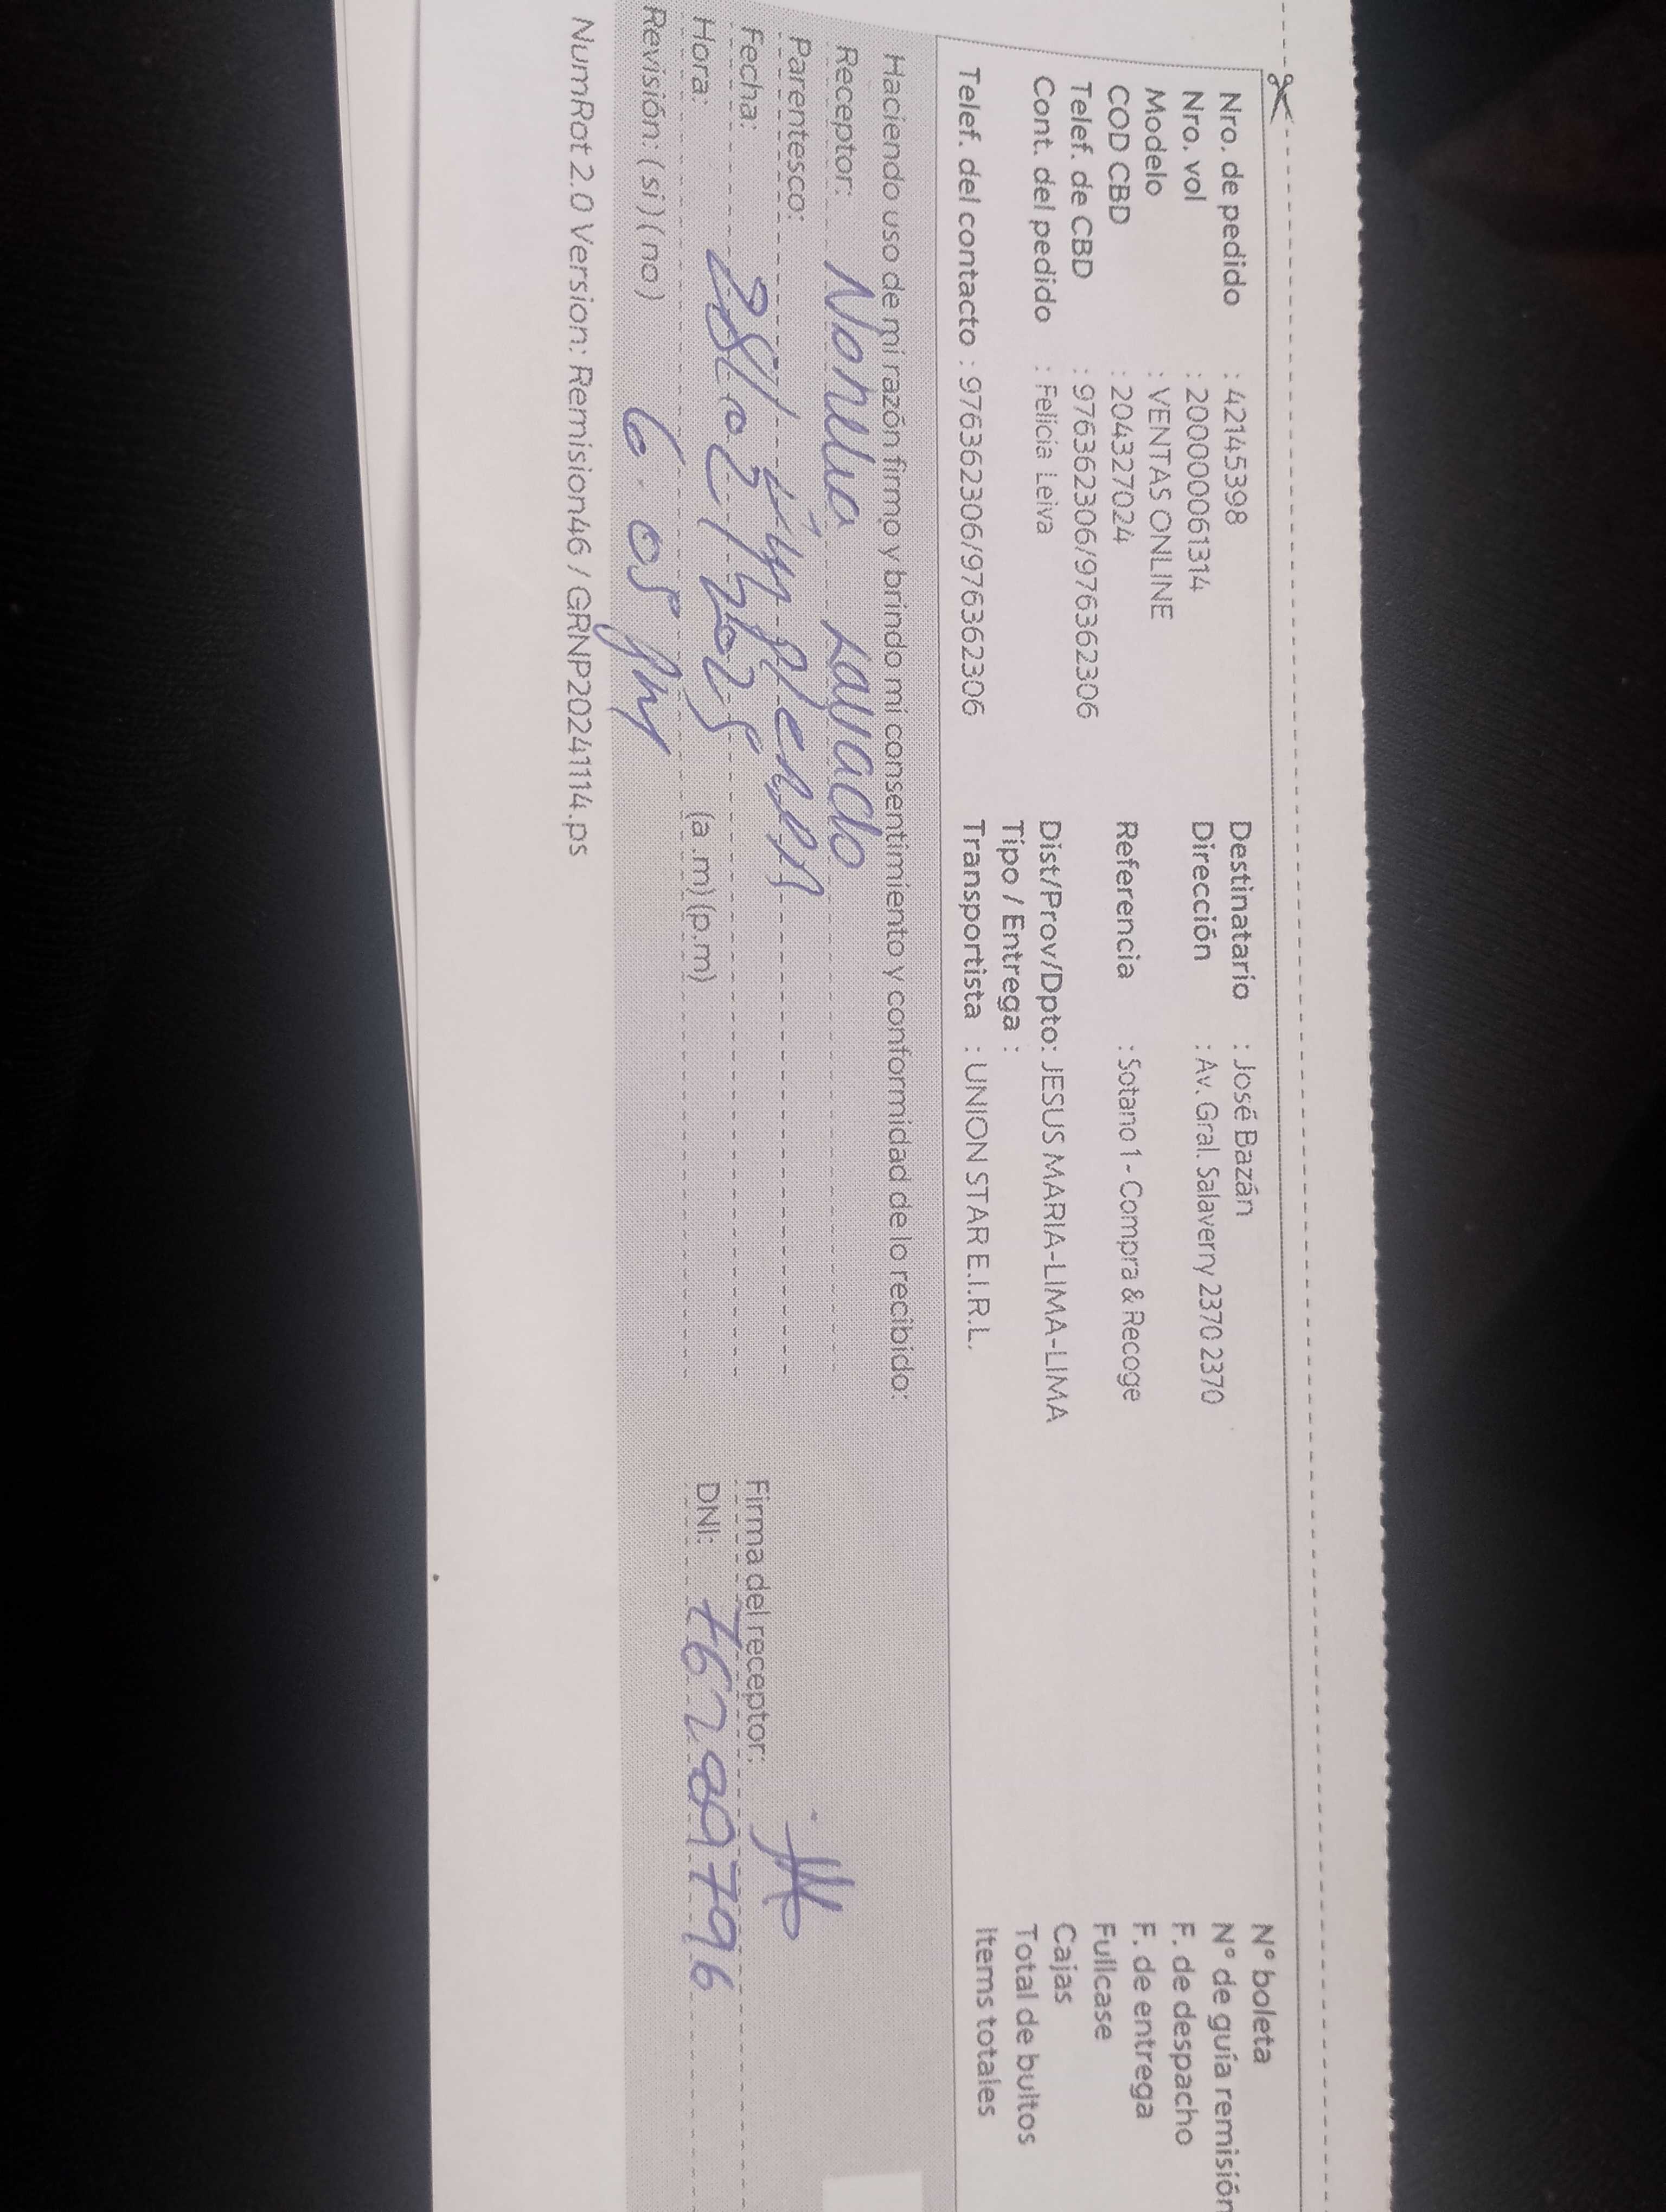 Nro. de pedido : 42145398
Nro. vol : 2000000061314
Modelo : VENTAS ONLINE
COD CBD : 204327024
Telef. de CBD : 976362306/976362306
Cont. del pedido : Felicia Leiva
Telef. del contacto : 976362306/976362306
Destinatario : José Bazán
Dirección : Av. Gral. Salaverry 2370 2370
Referencia : Sotano 1 - Compra & Recoge
Dist/Prov/Dpto: JESUS MARIA-LIMA-LIMA
Tipo / Entrega :
Transportista : UNION STAR E.I.R.L.
N° boleta
N° de guía remisión
F. de despacho
F. de entrega
Fullcase
Cajas
Total de bultos
Items totales
Haciendo uso de mi razón firmo y brindo mi consentimiento y conformidad de lo recibido:
Receptor: Nohelia Lavado
Parentesco:
Fecha: 28/02/2025
Hora: 6 05 pm (a.m)(p.m)
Revisión: (si) (no)
Firma del receptor:
DNI: 76289796
NumRot 2.0 Version: Remision46 / GRNP20241114.ps